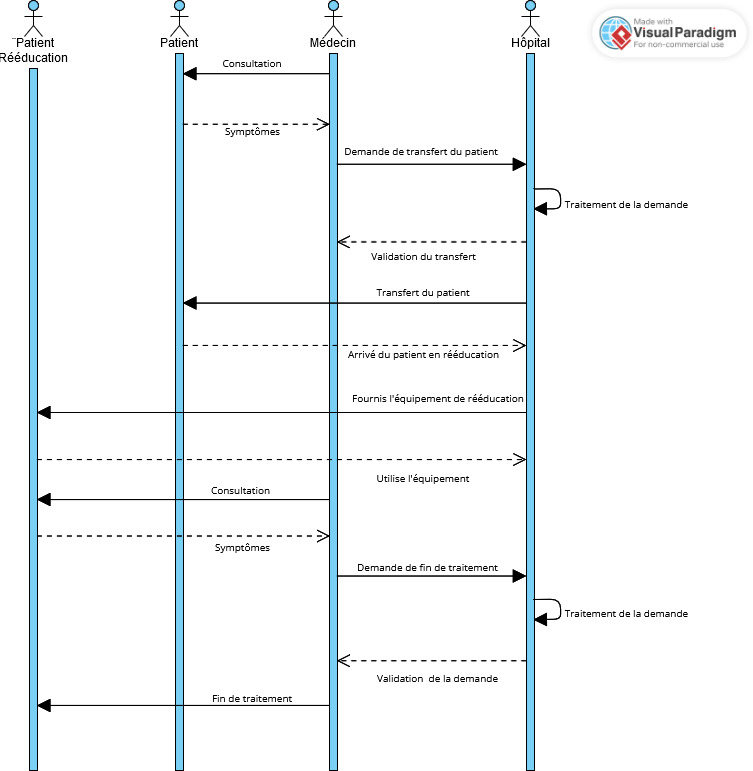 ¨Patient
Rééducation
Patient
Médecin
Hôpital
Made with
VisualParadigm
For non-commercial use
Consultation
Symptômes
Demande de transfert du patient
Traitement de la demande
Validation du transfert
Transfert du patient
Arrivé du patient en rééducation
Fournis l'équipement de rééducation
Utilise l'équipement
Consultation
Symptômes
Demande de fin de traitement
Traitement de la demande
Validation de la demande
Fin de traitement